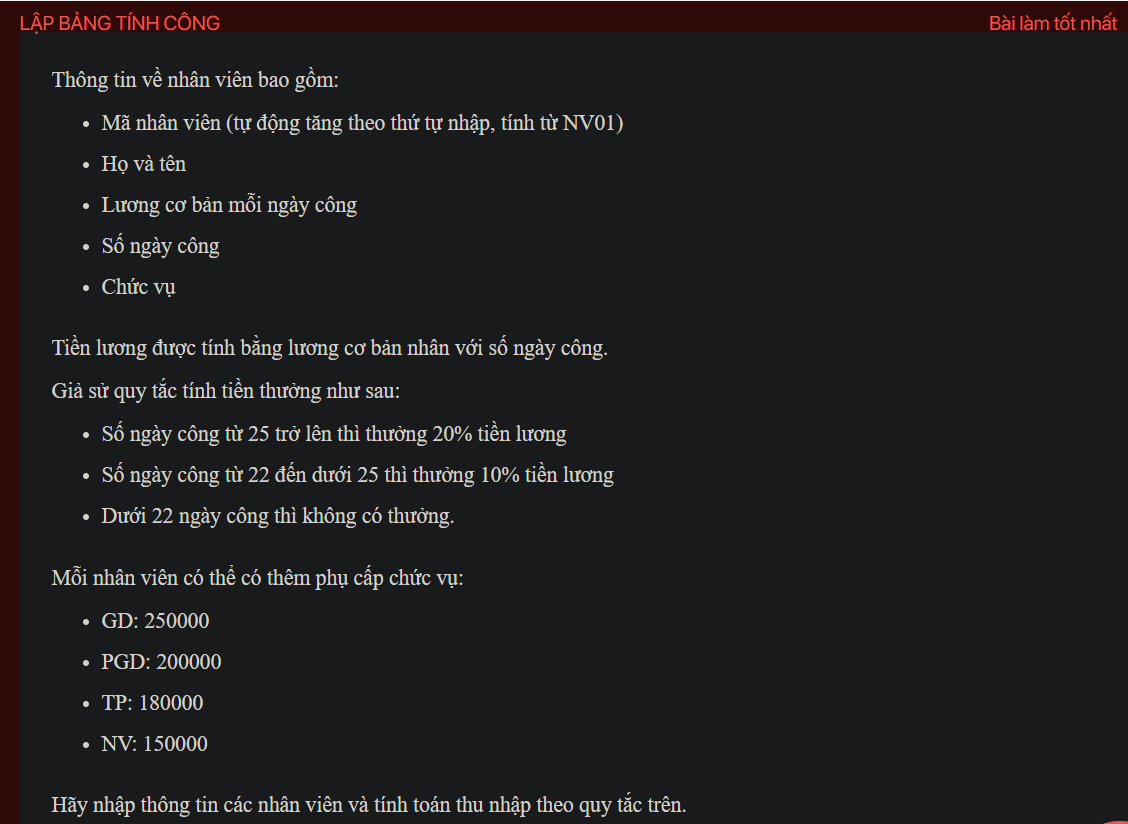 LẬP BẢNG TÍNH CÔNG
Bài làm tốt nhất
Thông tin về nhân viên bao gồm:
• Mã nhân viên (tự động tăng theo thứ tự nhập, tính từ NV01)
• Họ và tên
• Lương cơ bản mỗi ngày công
• Số ngày công
• Chức vụ
Tiền lương được tính bằng lương cơ bản nhân với số ngày công.
Giả sử quy tắc tính tiền thưởng như sau:
• Số ngày công từ 25 trở lên thì thưởng 20% tiền lương
• Số ngày công từ 22 đến dưới 25 thì thưởng 10% tiền lương
• Dưới 22 ngày công thì không có thưởng.
Mỗi nhân viên có thể có thêm phụ cấp chức vụ:
• GD: 250000
• PGD: 200000
• TP: 180000
• NV: 150000
Hãy nhập thông tin các nhân viên và tính toán thu nhập theo quy tắc trên.